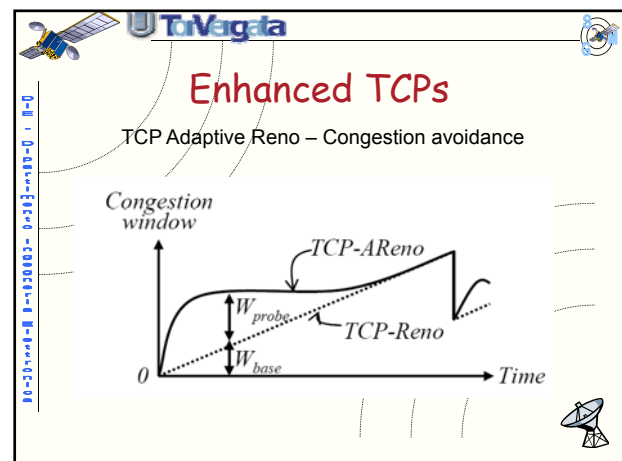 TorVergata
Enhanced TCPs
TCP Adaptive Reno – Congestion avoidance
DIE - Dipartimento Ingegneria Elettronica
Congestion
window
TCP-AReno
W probe
TCP-Reno
W base
0
Time